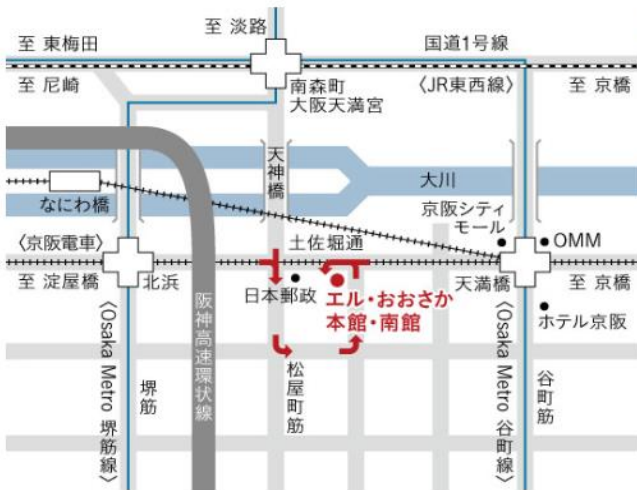 至 淡路
至 東梅田
国道1号線
至 尼崎
南森町
大阪天満宮
〈JR東西線〉
至 京橋
天神橋
大川
なにわ橋
京阪シティ
モール
OMM
〈京阪電車〉
土佐堀通
至 淀屋橋
北浜
日本郵政
エル・おおさか
本館・南館
天満橋
至 京橋
ホテル京阪
阪神高速環状線
〈Osaka Metro 堺筋線〉
堺筋
松屋町筋
〈Osaka Metro 谷町線〉
谷町筋